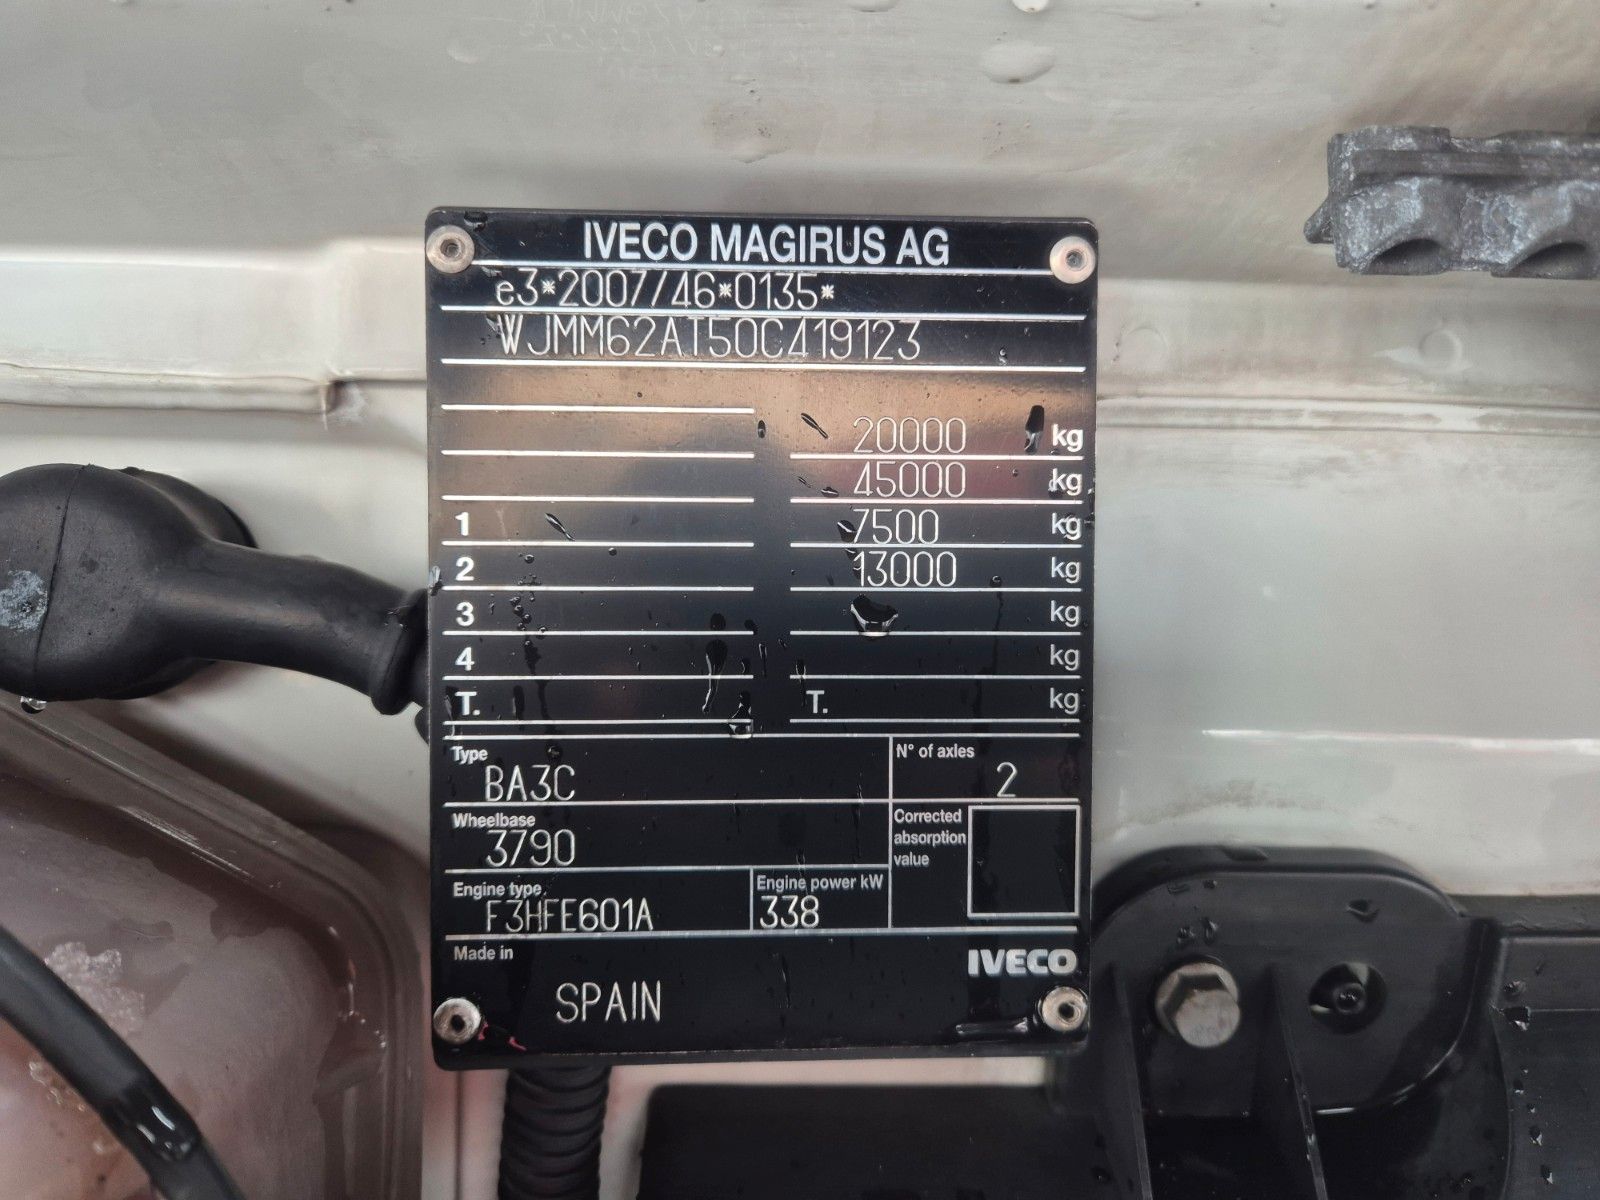 IVECO MAGIRUS AG
e3*2007/46*0135*
WJMM62AT50C419123
20000 kg
45000 kg
1 7500 kg
2 13000 kg
3 kg
4 kg
T. T. kg
Type N° of axles
BA3C 2
Wheelbase Corrected absorption value
3790
Engine type Engine power kW
F3HFE601A 338
Made in IVECO
SPAIN